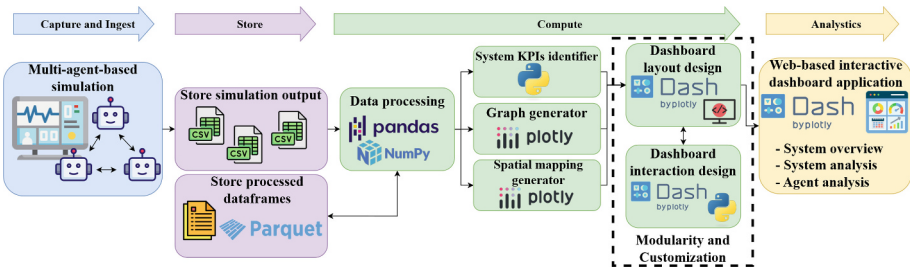 Capture and Ingest
Store
Compute
Analystics
Multi-agent-based
simulation
Store simulation output
CSV
CSV
CSV
Store processed
dataframes
Parquet
Data processing
pandas
NumPy
System KPIs identifier
Graph generator
plotly
Spatial mapping
generator
plotly
Dashboard
layout design
Dash
by plotly
Dashboard
interaction design
Dash
by plotly
Modularity and
Customization
Web-based interactive
dashboard application
Dash
by plotly
- System overview
- System analysis
- Agent analysis